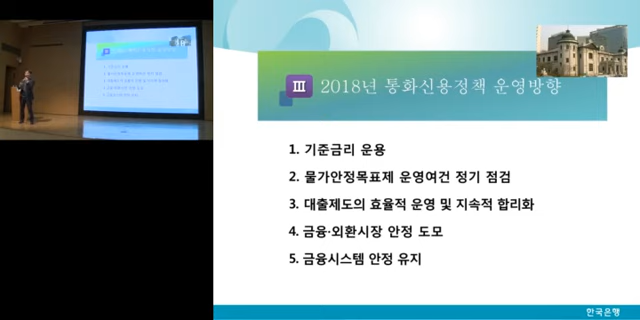 Ⅲ 2018년 통화신용정책 운영방향
1. 기준금리 운용
2. 물가안정목표제 운영여건 정기 점검
3. 대출제도의 효율적 운영 및 지속적 합리화
4. 금융·외환시장 안정 도모
5. 금융시스템 안정 유지
한국은행